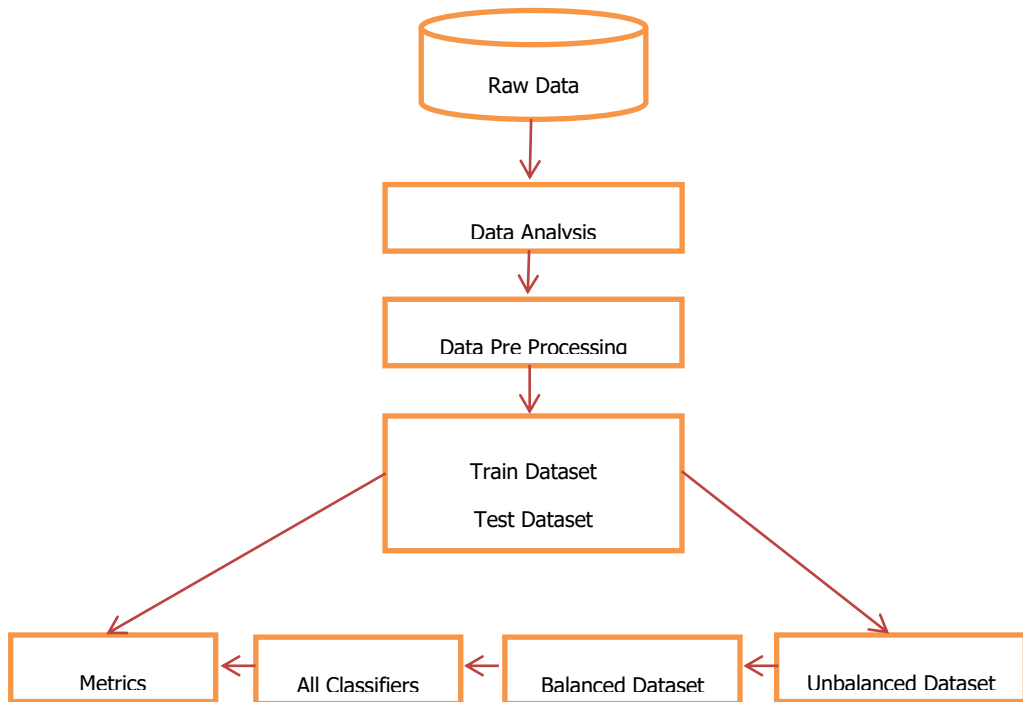 Raw Data
Data Analysis
Data Pre Processing
Train Dataset
Test Dataset
Metrics
All Classifiers
Balanced Dataset
Unbalanced Dataset